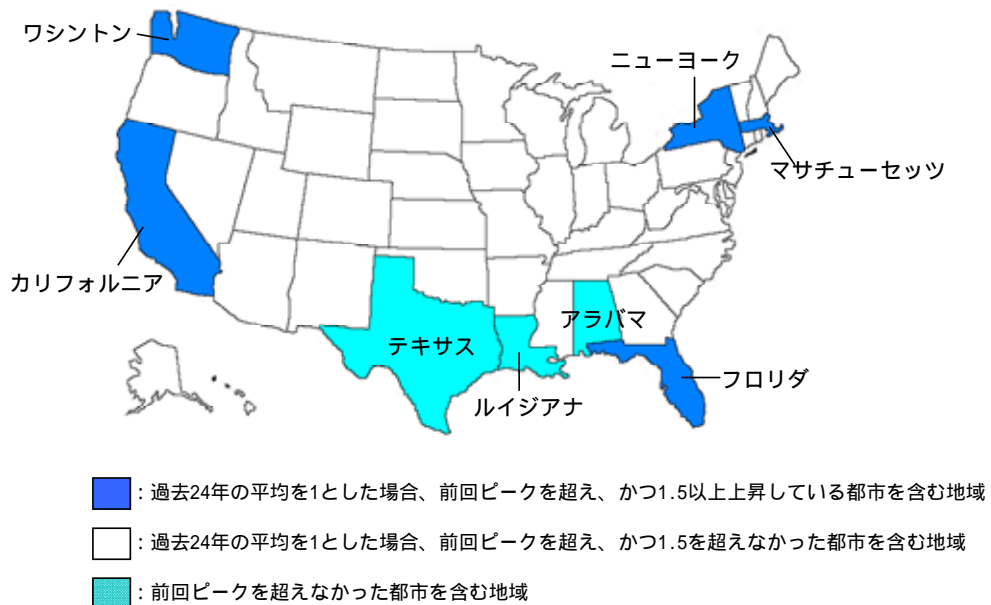 ワシントン
ニューヨーク
マサチューセッツ
カリフォルニア
アラバマ
テキサス
フロリダ
ルイジアナ
：過去24年の平均を1とした場合、前回ピークを超え、かつ1.5以上上昇している都市を含む地域
：過去24年の平均を1とした場合、前回ピークを超え、かつ1.5を超えなかった都市を含む地域
：前回ピークを超えなかった都市を含む地域